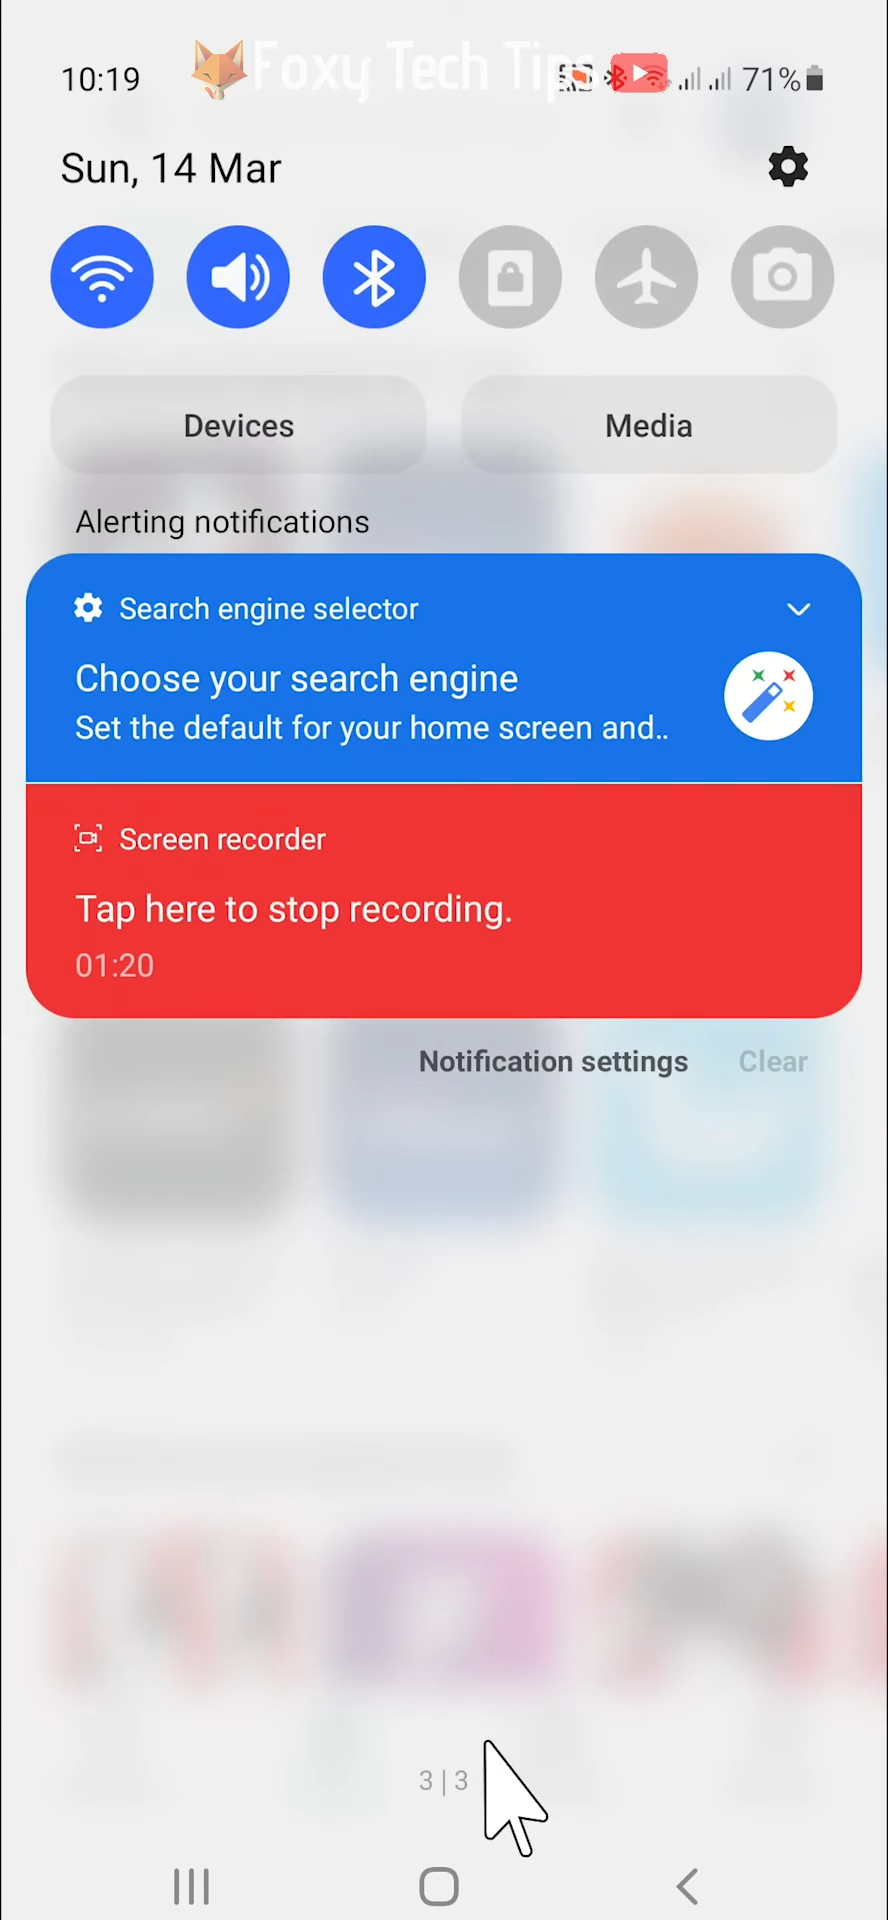 10:19
Foxy Tech Tips
71%
Sun, 14 Mar
Devices
Media
Alerting notifications
Search engine selector
Choose your search engine
Set the default for your home screen and..
Screen recorder
Tap here to stop recording.
01:20
Notification settings
Clear
3 | 3